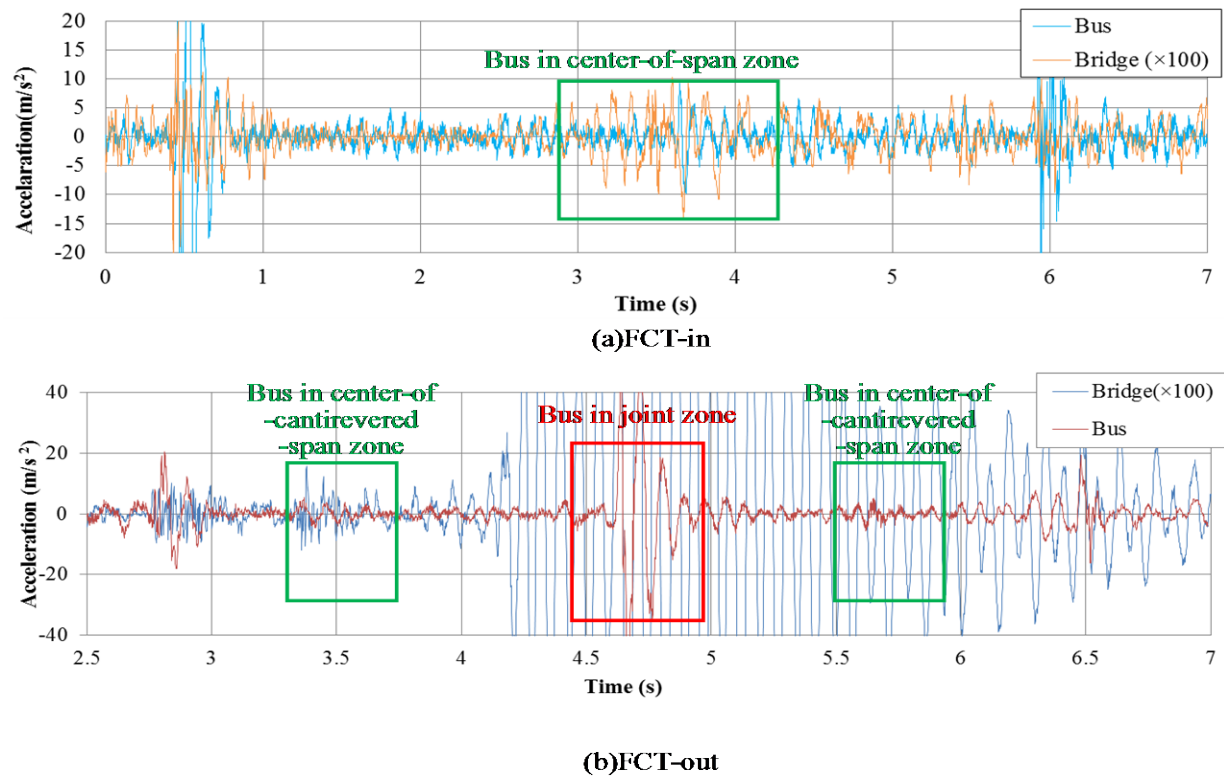 Bus
Bridge (×100)
Bus in center-of-span zone
Accelaration(m/s²)
20
15
10
5
0
-5
-10
-15
-20
0 1 2 3 4 5 6 7
Time (s)
(a)FCT-in
Bridge(×100)
Bus
Bus in center-of
-cantirevered
-span zone
Bus in joint zone
Bus in center-of
-cantirevered
-span zone
Acceleration (m/s²)
40
20
0
-20
-40
2.5 3 3.5 4 4.5 5 5.5 6 6.5 7
Time (s)
(b)FCT-out